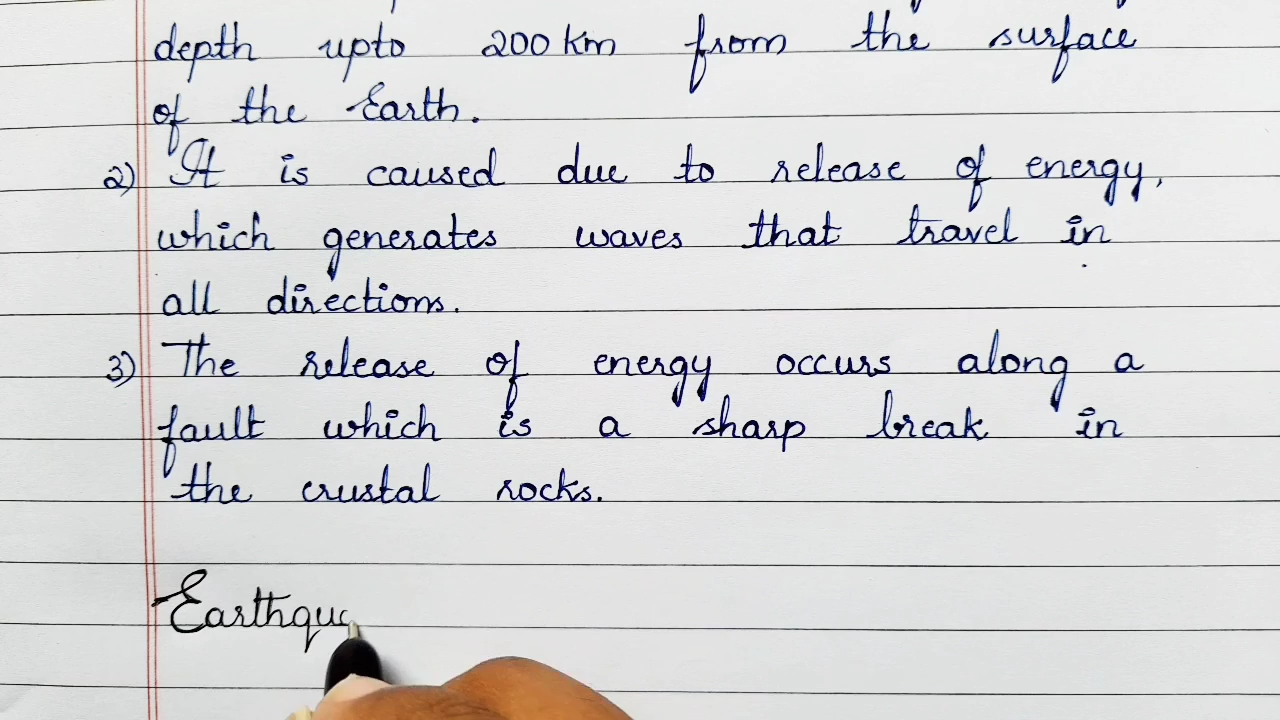 depth upto 200 km from the surface
of the Earth.
2) It is caused due to release of energy,
which generates waves that travel in
all directions.
3) The release of energy occurs along a
fault which is a sharp break in
the crustal rocks.
Earthqua